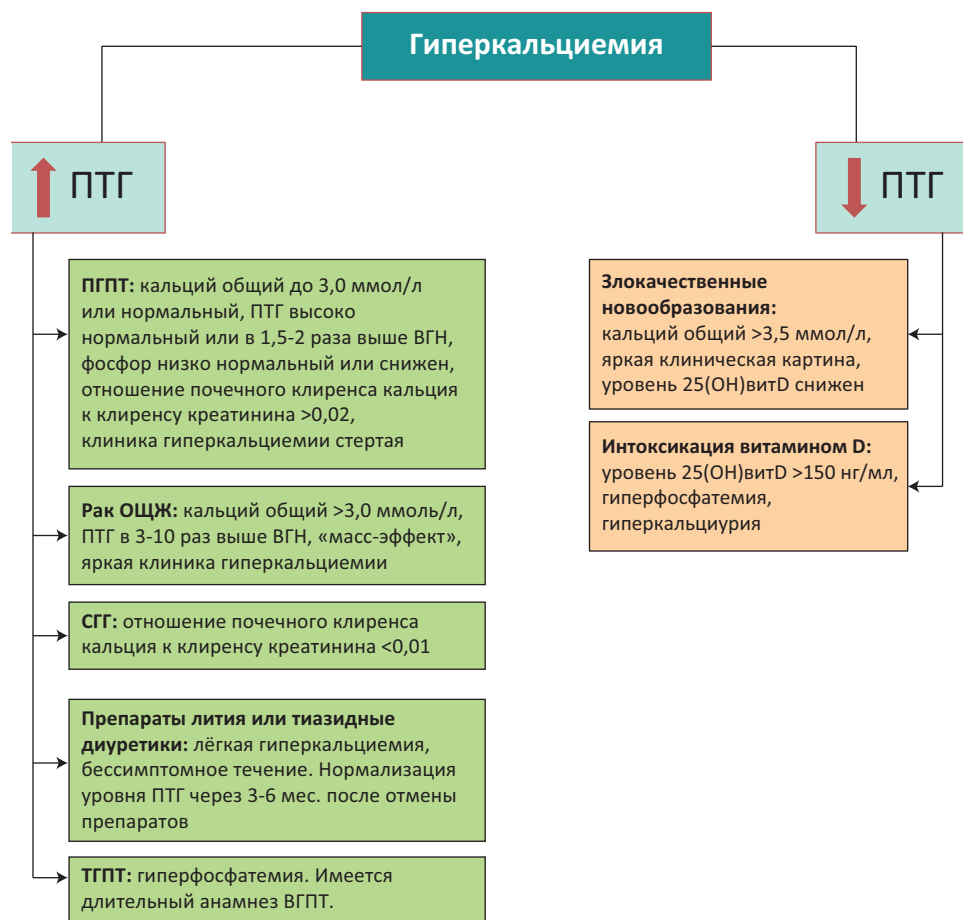 Гиперкальциемия
ПТГ
ПГПТ: кальций общий до 3,0 ммол/л
или нормальный, ПТГ высоко
нормальный или в 1,5-2 раза выше ВГН,
фосфор низко нормальный или снижен,
отношение почечного клиренса кальция
к клиренсу креатинина >0,02,
клиника гиперкальциемии стертая
Рак ОЩЖ: кальций общий >3,0 ммоль/л,
ПТГ в 3-10 раз выше ВГН, «масс-эффект»,
яркая клиника гиперкальциемии
СГГ: отношение почечного клиренса
кальция к клиренсу креатинина <0,01
Препараты лития или тиазидные
диуретики: лёгкая гиперкальциемия,
бессимптомное течение. Нормализация
уровня ПТГ через 3-6 мес. после отмены
препаратов
ТГПТ: гиперфосфатемия. Имеется
длительный анамнез ВГПТ.
ПТГ
Злокачественные
новообразования:
кальций общий >3,5 ммол/л,
яркая клиническая картина,
уровень 25(ОН)витD снижен
Интоксикация витамином D:
уровень 25(ОН)витD >150 нг/мл,
гиперфосфатемия,
гиперкальциурия